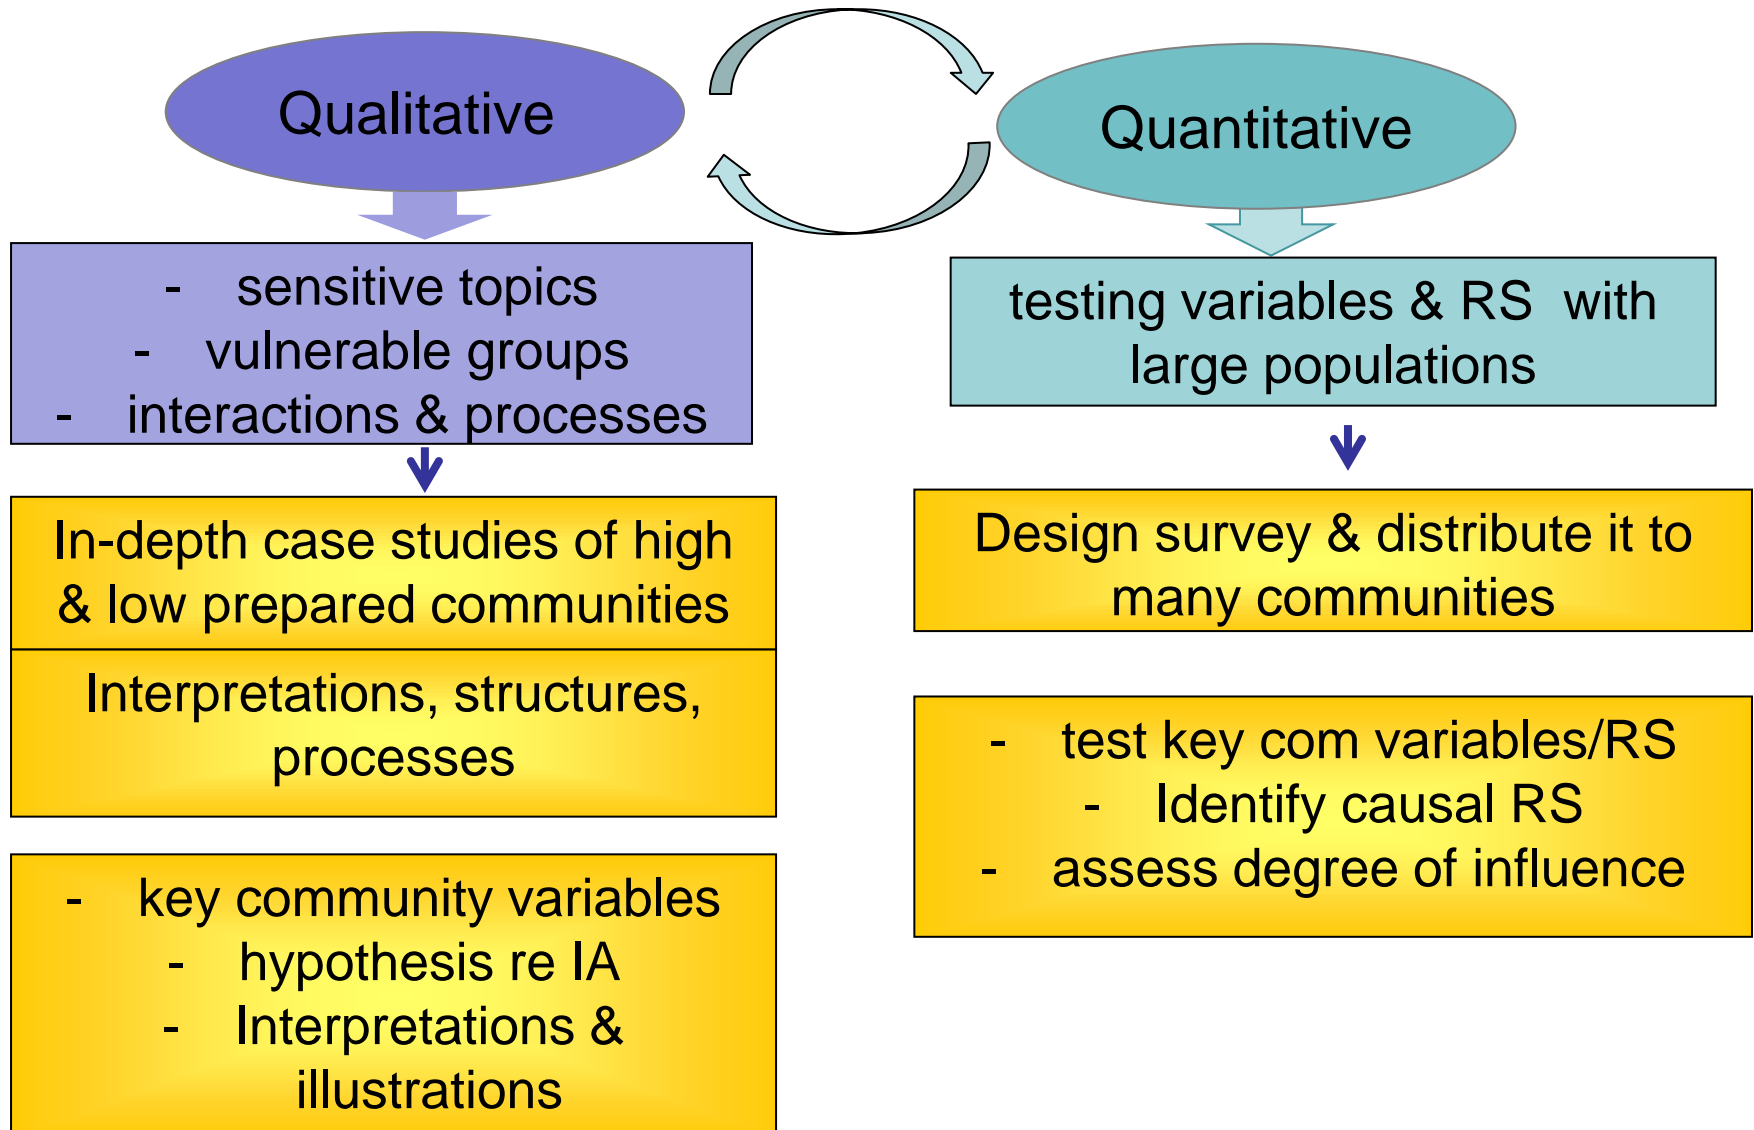 Qualitative
Quantitative
- sensitive topics
- vulnerable groups
- interactions & processes
testing variables & RS with
large populations
In-depth case studies of high
& low prepared communities
Interpretations, structures,
processes
Design survey & distribute it to
many communities
- test key com variables/RS
- Identify causal RS
- assess degree of influence
- key community variables
- hypothesis re IA
- Interpretations &
illustrations